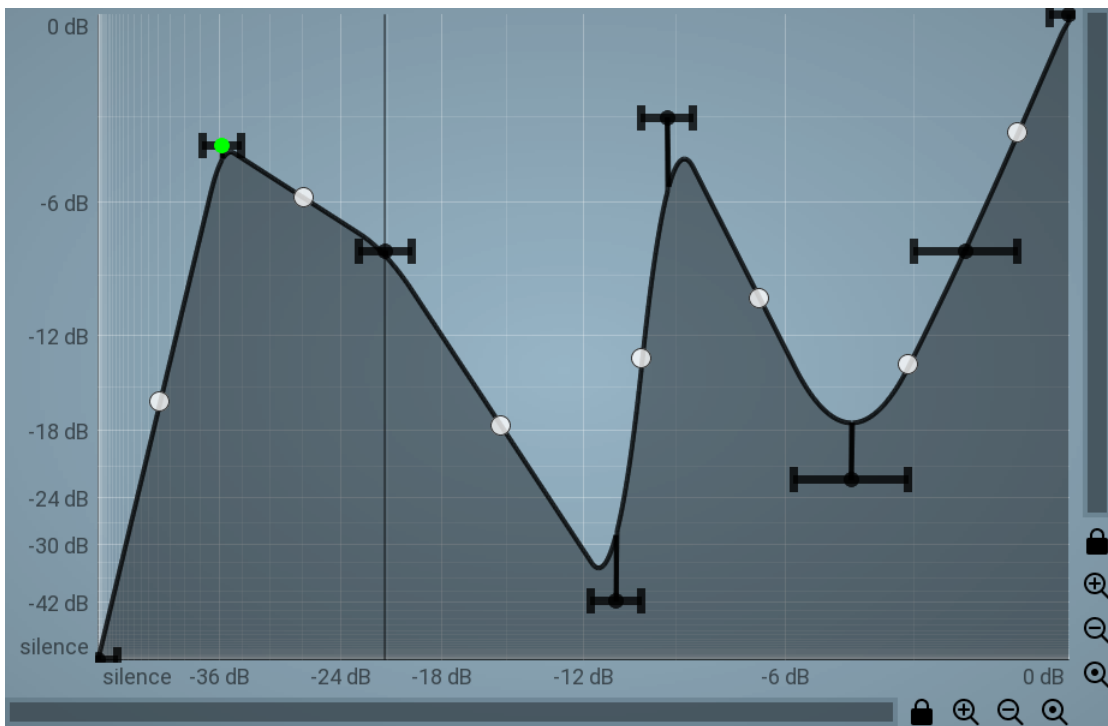 0 dB
-6 dB
-12 dB
-18 dB
-24 dB
-30 dB
-42 dB
silence
silence -36 dB -24 dB -18 dB -12 dB -6 dB 0 dB